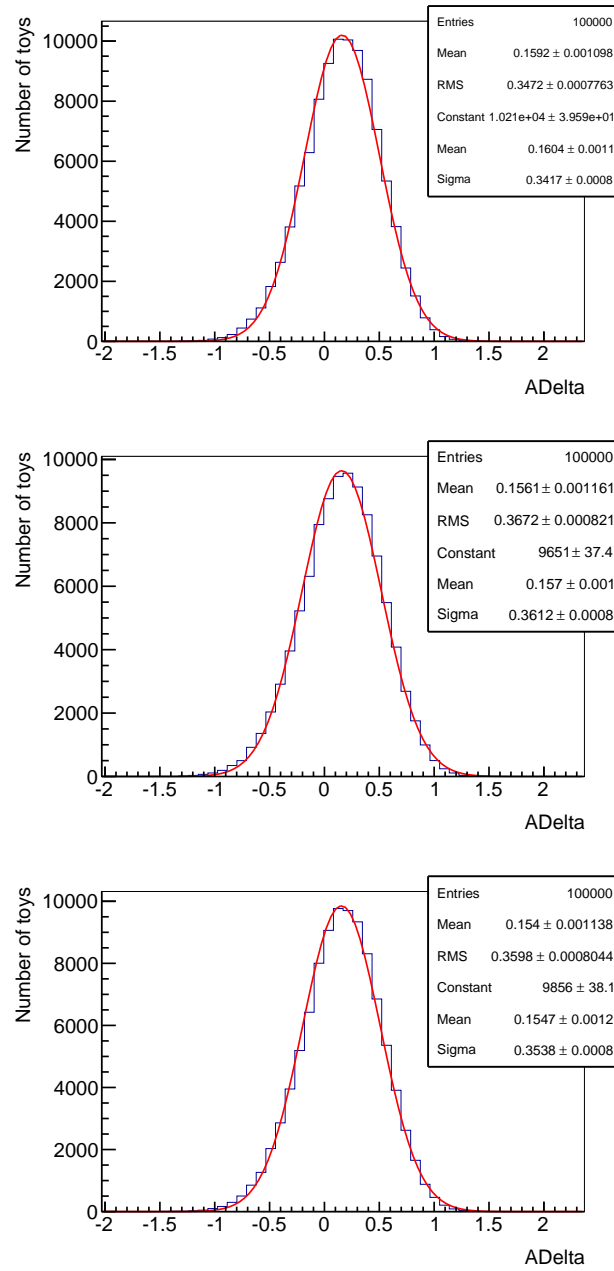 Number of toys
10000
8000
6000
4000
2000
0
-2 -1.5 -1 -0.5 0 0.5 1 1.5 2
ADelta
Entries 100000
Mean 0.1592 ± 0.001098
RMS 0.3472 ± 0.0007763
Constant 1.021e+04 ± 3.959e+01
Mean 0.1604 ± 0.0011
Sigma 0.3417 ± 0.0008
Number of toys
10000
8000
6000
4000
2000
0
-2 -1.5 -1 -0.5 0 0.5 1 1.5 2
ADelta
Entries 100000
Mean 0.1561 ± 0.001161
RMS 0.3672 ± 0.000821
Constant 9651 ± 37.4
Mean 0.157 ± 0.001
Sigma 0.3612 ± 0.0008
Number of toys
10000
8000
6000
4000
2000
0
-2 -1.5 -1 -0.5 0 0.5 1 1.5 2
ADelta
Entries 100000
Mean 0.154 ± 0.001138
RMS 0.3598 ± 0.0008044
Constant 9856 ± 38.1
Mean 0.1547 ± 0.0012
Sigma 0.3538 ± 0.0008